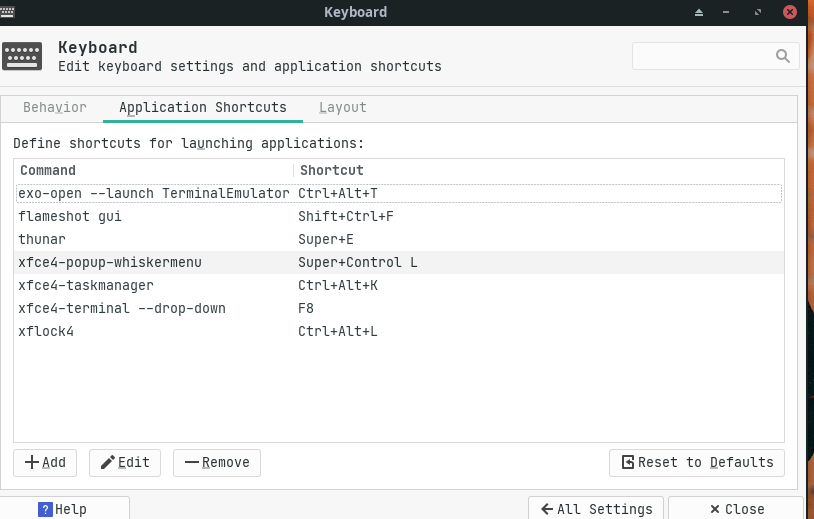 Keyboard
Keyboard
Edit keyboard settings and application shortcuts
Behavior Application Shortcuts Layout
Define shortcuts for launching applications:
Command Shortcut
exo-open --launch TerminalEmulator Ctrl+Alt+T
flameshot gui Shift+Ctrl+F
thunar Super+E
xfce4-popup-whiskermenu Super+Control L
xfce4-taskmanager Ctrl+Alt+K
xfce4-terminal --drop-down F8
xflock4 Ctrl+Alt+L
Add Edit Remove Reset to Defaults
? Help All Settings Close